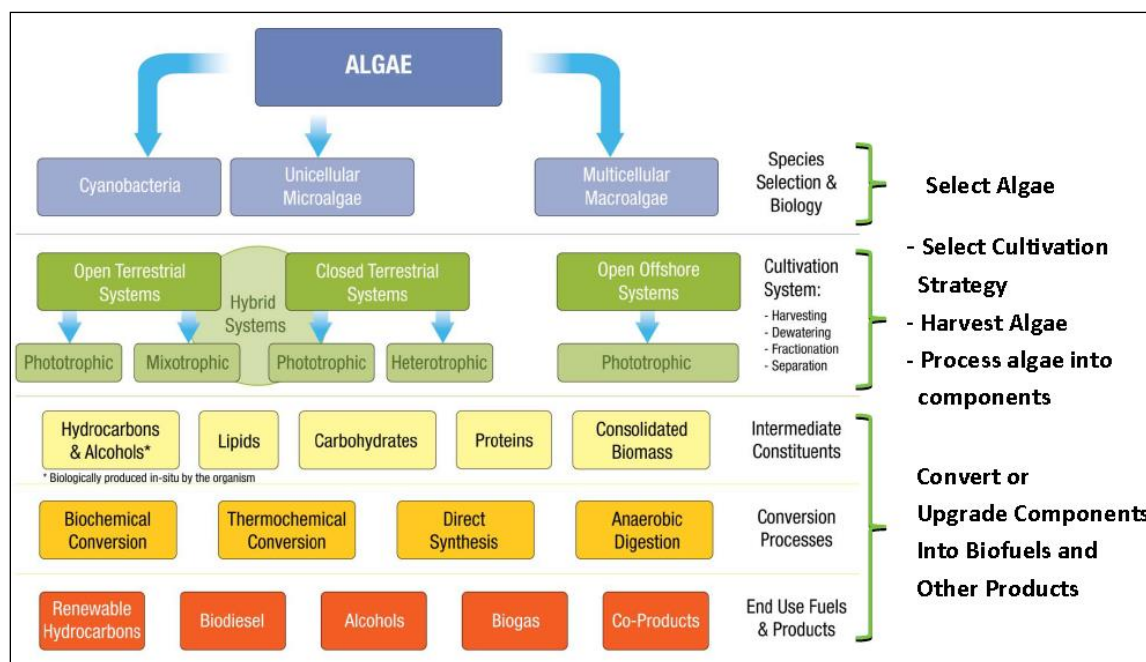 ALGAE
Cyanobacteria
Unicellular
Microalgae
Multicellular
Macroalgae
Species
Selection &
Biology
Select Algae
Open Terrestrial
Systems
Hybrid
Systems
Closed Terrestrial
Systems
Open Offshore
Systems
Phototrophic
Mixotrophic
Phototrophic
Heterotrophic
Phototrophic
Cultivation
System:
- Harvesting
- Dewatering
- Fractionation
- Separation
- Select Cultivation
Strategy
- Harvest Algae
- Process algae into
components
Hydrocarbons
& Alcohols*
Lipids
Carbohydrates
Proteins
Consolidated
Biomass
Intermediate
Constituents
* Biologically produced in-situ by the organism
Biochemical
Conversion
Thermochemical
Conversion
Direct
Synthesis
Anaerobic
Digestion
Conversion
Processes
Renewable
Hydrocarbons
Biodiesel
Alcohols
Biogas
Co-Products
End Use Fuels
& Products
Convert or
Upgrade Components
Into Biofuels and
Other Products